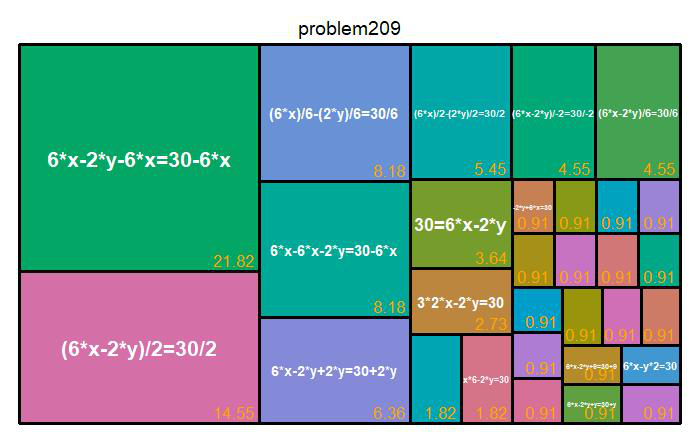 problem209
6*x-2*y-6*x=30-6*x
21.82
(6*x-2*y)/2=30/2
14.55
(6*x)/6-(2*y)/6=30/6
8.18
6*x-6*x-2*y=30-6*x
8.18
6*x-2*y+2*y=30+2*y
6.36
(6*x)/2-(2*y)/2=30/2
5.45
(6*x-2*y)/-2=30/-2
4.55
(6*x-2*y)/6=30/6
4.55
30=6*x-2*y
3.64
3*2*x-2*y=30
2.73
1.82
x*6-2*y=30
1.82
-2*y+6*x=30
0.91
0.91
0.91
0.91
0.91
0.91
0.91
0.91
0.91
0.91
0.91
0.91
0.91
0.91
6*x-2*y+9=30+9
0.91
6*x-y*2=30
0.91
6*x-2*y+y=30+y
0.91
0.91